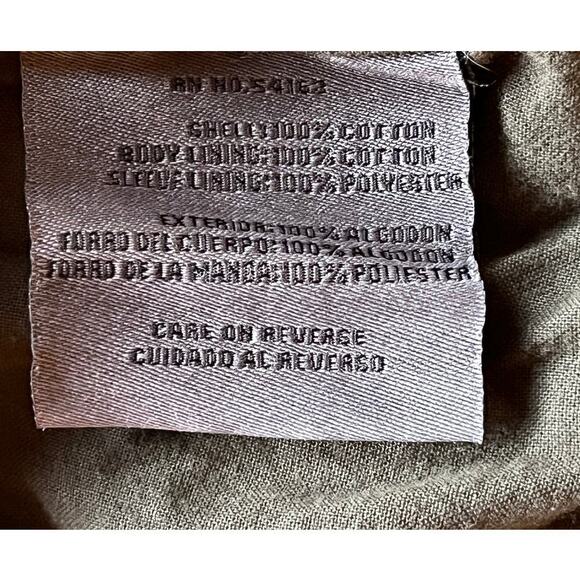 RN NO.54163
SHELL:100% COTTON
BODY LINING:100% COTTON
SLEEVE LINING:100% POLYESTER
EXTERIOR:100% ALGODON
FORRO DEL CUERPO:100% ALGODON
FORRO DE LA MANGA:100% POLIESTER
CARE ON REVERSE
CUIDADO AL REVERSO